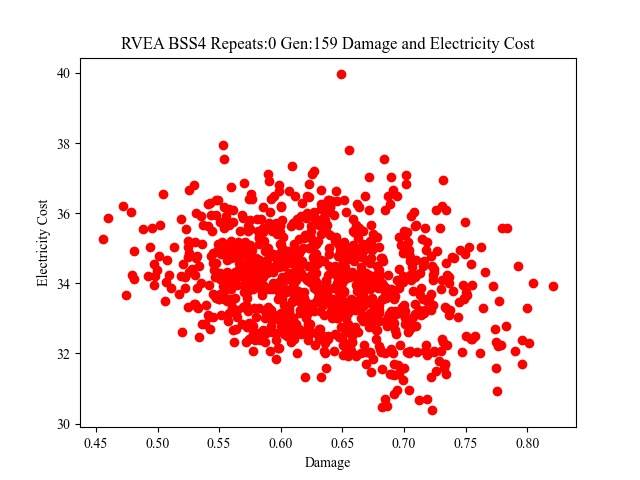 RVEA BSS4 Repeats:0 Gen:159 Damage and Electricity Cost
Electricity Cost
40
38
36
34
32
30
0.45 0.50 0.55 0.60 0.65 0.70 0.75 0.80
Damage